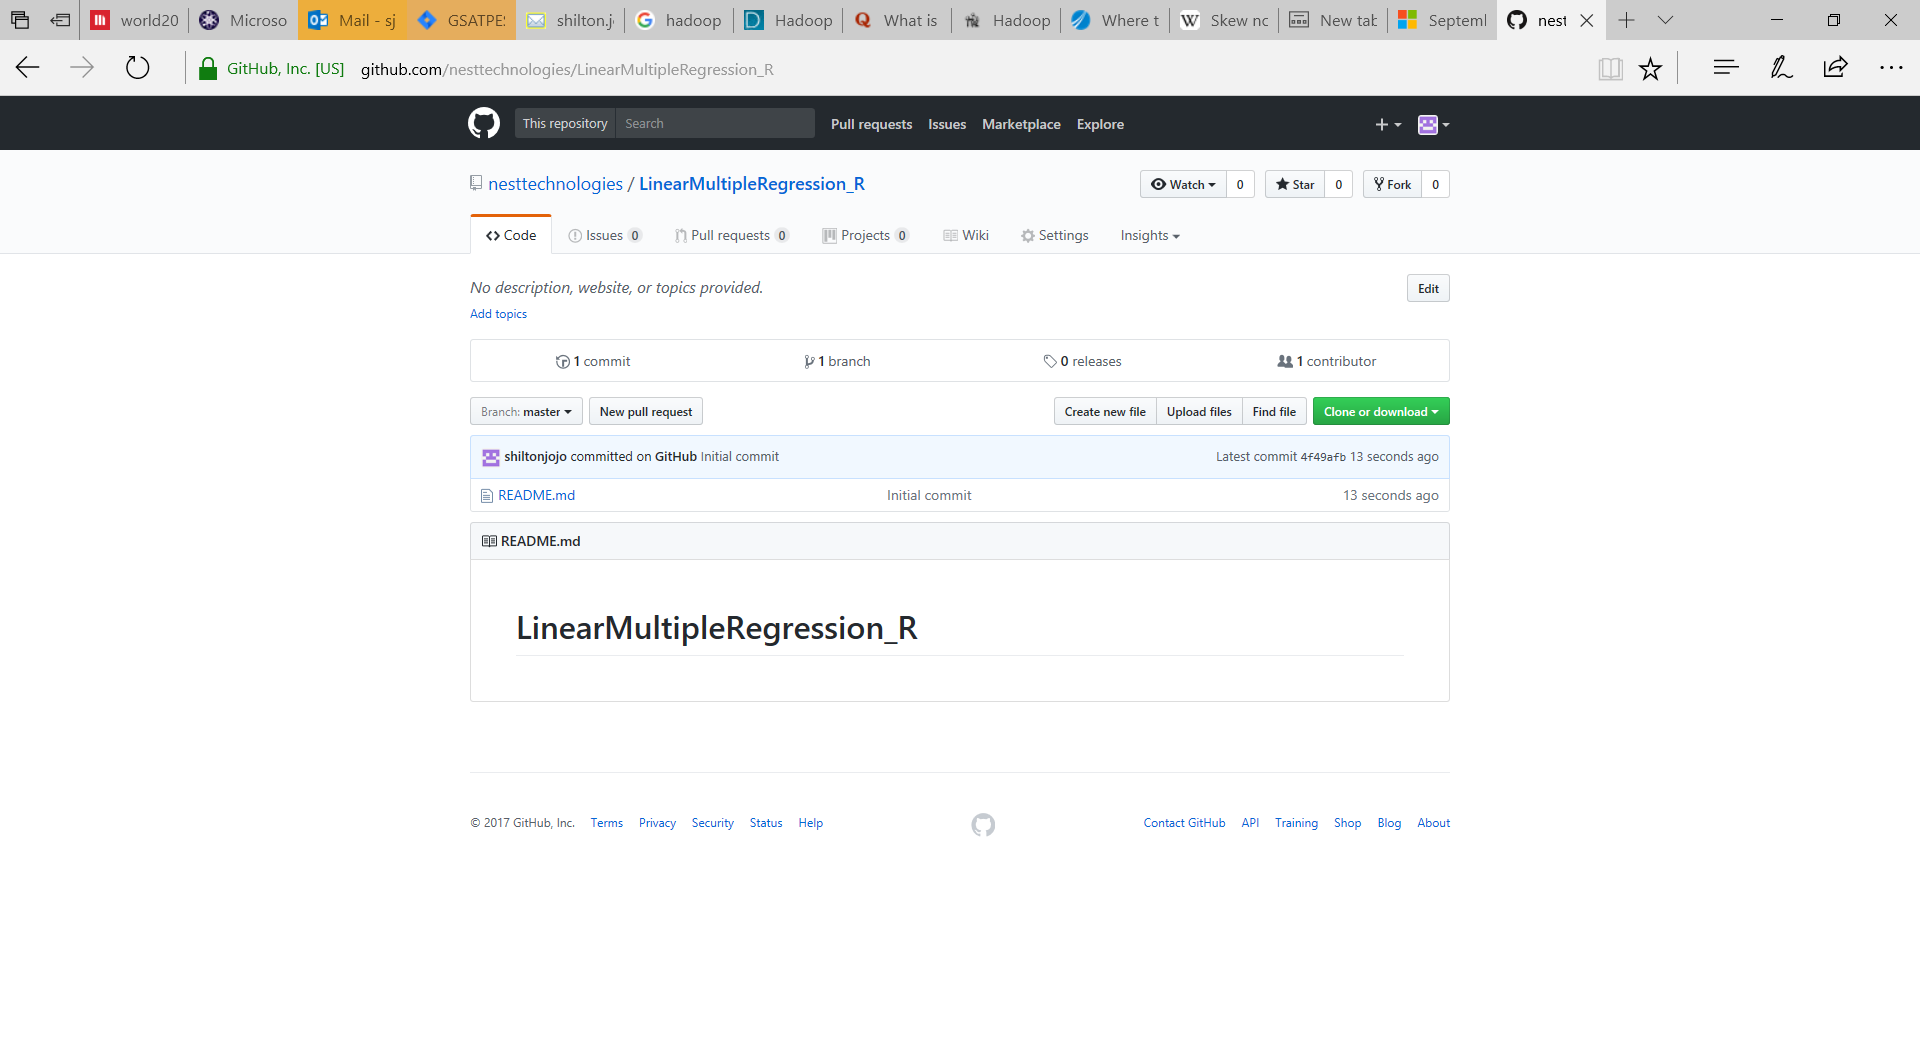 world20 Microso Mail - sj GSATPES shilton.j hadoop Hadoop What is Hadoop Where t Skew no New tab Septeml nest
GitHub, Inc. [US] github.com/nesttechnologies/LinearMultipleRegression_R
This repository Search Pull requests Issues Marketplace Explore
nesttechnologies / LinearMultipleRegression_R Watch 0 Star 0 Fork 0
Code Issues 0 Pull requests 0 Projects 0 Wiki Settings Insights
No description, website, or topics provided. Edit
Add topics
1 commit 1 branch 0 releases 1 contributor
Branch: master New pull request Create new file Upload files Find file Clone or download
shiltonjojo committed on GitHub Initial commit Latest commit 4f49afb 13 seconds ago
README.md Initial commit 13 seconds ago
README.md
LinearMultipleRegression_R
© 2017 GitHub, Inc. Terms Privacy Security Status Help Contact GitHub API Training Shop Blog About